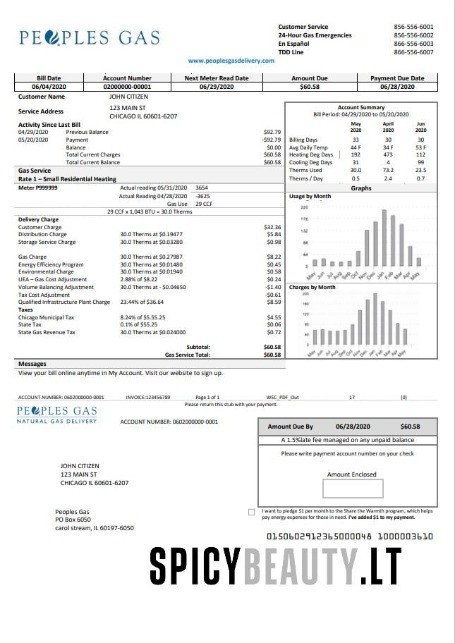 PEOPLES GAS
Customer Service 856-556-6001
24-Hour Gas Emergencies 856-556-6002
En Español 866-556-6003
TDD Line 856-556-6007
www.peoplesgasdelivery.com
Bill Date Account Number Next Meter Read Date Amount Due Payment Due Date
06/04/2020 02000000-00001 06/29/2020 $60.58 06/28/2020
Customer Name JOHN CITIZEN
Service Address 123 MAIN ST
CHICAGO IL 60601-6207
Activity Since Last Bill
04/29/2020 Previous Balance $92.79
05/20/2020 Payment -$92.79
Balance $0.00
Total Current Charges $60.58
Total Current Balance $60.58
Gas Service
Rate 1 – Small Residential Heating
Meter P999999 Actual reading 05/31/2020 3654
Actual reading 04/28/2020 -3625
Gas Use 29 CCF
29 CCF x 1,043 BTU = 30.0 Therms
Delivery Charge
Customer Charge $32.36
Distribution Charge 30.0 Therms at $0.19477 $5.84
Storage Service Charge 30.0 Therms at $0.03280 $0.98
Gas Charge 30.0 Therms at $0.27987 $8.22
Energy Efficiency Program 30.0 Therms at $0.01480 $0.45
Environmental Charge 30.0 Therms at $0.01940 $0.58
UEA – Gas Cost Adjustment 2.88% of $8.22 $0.24
Volume Balancing Adjustment 30.0 Therms at - $0.04650 -$1.40
Tax Cost Adjustment -$0.61
Qualified Infrastructure Plant Charge 23.44% of $36.64 $8.59
Taxes
Chicago Municipal Tax 8.24% of $55.25 $4.55
State Tax 0.1% of $55.25 $0.06
State Gas Revenue Tax 30.0 Therms at $0.024000 $0.72
Subtotal: $60.58
Gas Service Total: $60.58
Account Summary
Bill Period: 04/29/2020 to 05/20/2020
May 2020 April 2020 Jun 2020
Billing Days 33 30 30
Avg Daily Temp 44 F 34 F 53 F
Heating Deg Days 192 473 112
Cooling Deg Days 31 4 99
Therms Used 30.0 73.2 23.5
Therms / Day 0.5 2.4 0.7
Graphs
Usage by Month
Charges by Month
Messages
View your bill online anytime in My Account. Visit our website to sign up.
ACCOUNT NUMBER: 0602000000-0001 INVOICE:123456789 Page 1 of 1 WEC_PDF_Out 17 (8)
Please return this stub with your payment.
PEOPLES GAS
NATURAL GAS DELIVERY
ACCOUNT NUMBER: 0602000000-0001
Amount Due By 06/28/2020 $60.58
A 1.5%late fee managed on any unpaid balance
Please write payment account number on your check
Amount Enclosed
JOHN CITIZEN
123 MAIN ST
CHICAGO IL 60601-6207
Peoples Gas
PO Box 6050
carol stream, IL 60197-6050
I want to pledge $1 per month to the Share the Warmth program, which helps
pay energy expenses for those in need. I've added $1 to my payment.
0150602912365000048 1000003610
SPICYBEAUTY.LT